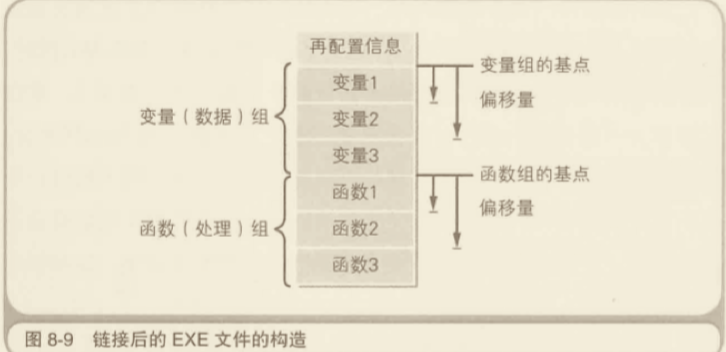 再配置信息
变量组的基点
变量1
偏移量
变量（数据）组
变量2
变量3
函数组的基点
函数1
偏移量
函数（处理）组
函数2
函数3
图 8-9 链接后的 EXE 文件的构造